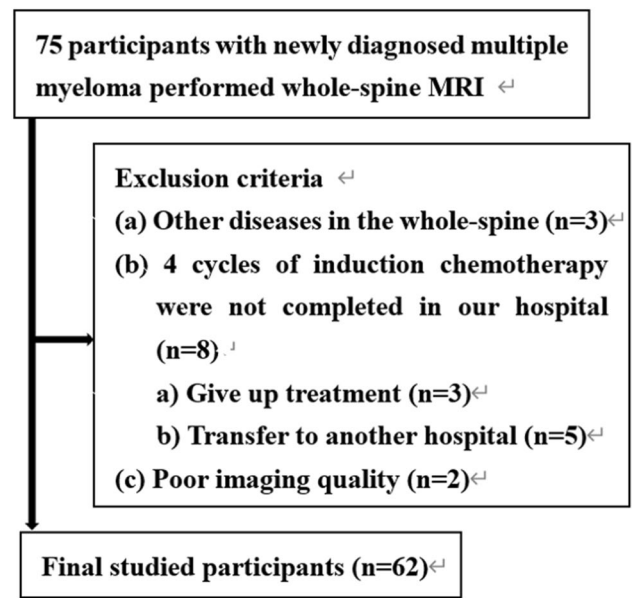 75 participants with newly diagnosed multiple
myeloma performed whole-spine MRI ↵
Exclusion criteria ↵
(a) Other diseases in the whole-spine (n=3)↵
(b) 4 cycles of induction chemotherapy
were not completed in our hospital
(n=8) ↵
a) Give up treatment (n=3)↵
b) Transfer to another hospital (n=5)↵
(c) Poor imaging quality (n=2)↵
Final studied participants (n=62)↵